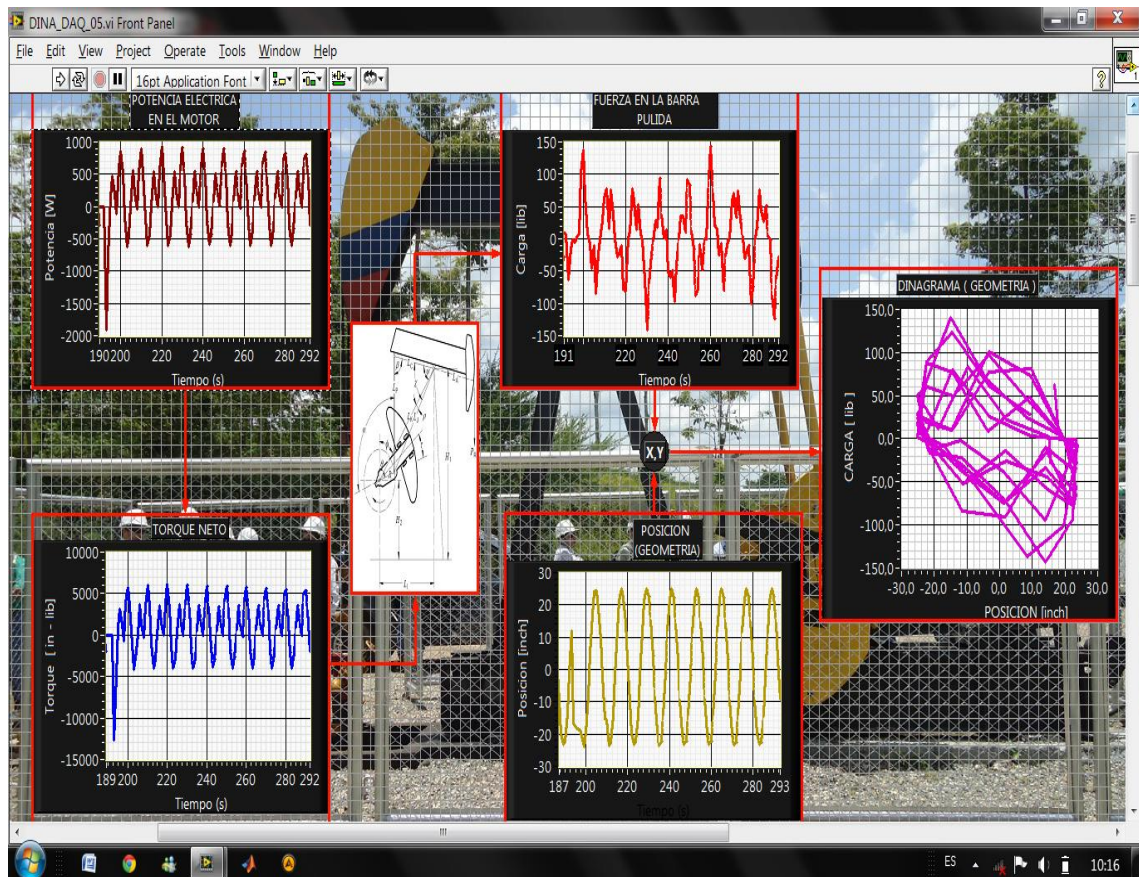 DINA_DAQ_05.vi Front Panel
File Edit View Project Operate Tools Window Help
16pt Application Font
POTENCIA ELECTRICA
EN EL MOTOR
1000
500
0
-500
-1000
-1500
-2000
Potencia [W]
190 200 220 240 260 280 292
Tiempo (s)
FUERZA EN LA BARRA
PULIDA
150
100
50
0
-50
-100
-150
Carga [lib]
191 220 240 260 280 292
Tiempo (s)
DINAGRAMA ( GEOMETRIA )
150,0
100,0
50,0
0,0
-50,0
-100,0
-150,0
CARGA [ lib ]
-30,0 -20,0 -10,0 0,0 10,0 20,0 30,0
POSICION [inch]
X,Y
TORQUE NETO
10000
5000
0
-5000
-10000
-15000
Torque [ in - lib]
189 200 220 240 260 280 292
Tiempo (s)
POSICION
(GEOMETRIA)
30
20
10
0
-10
-20
-30
Posicion [inch]
187 200 220 240 260 280 293
Tiempo (s)
ES
10:16